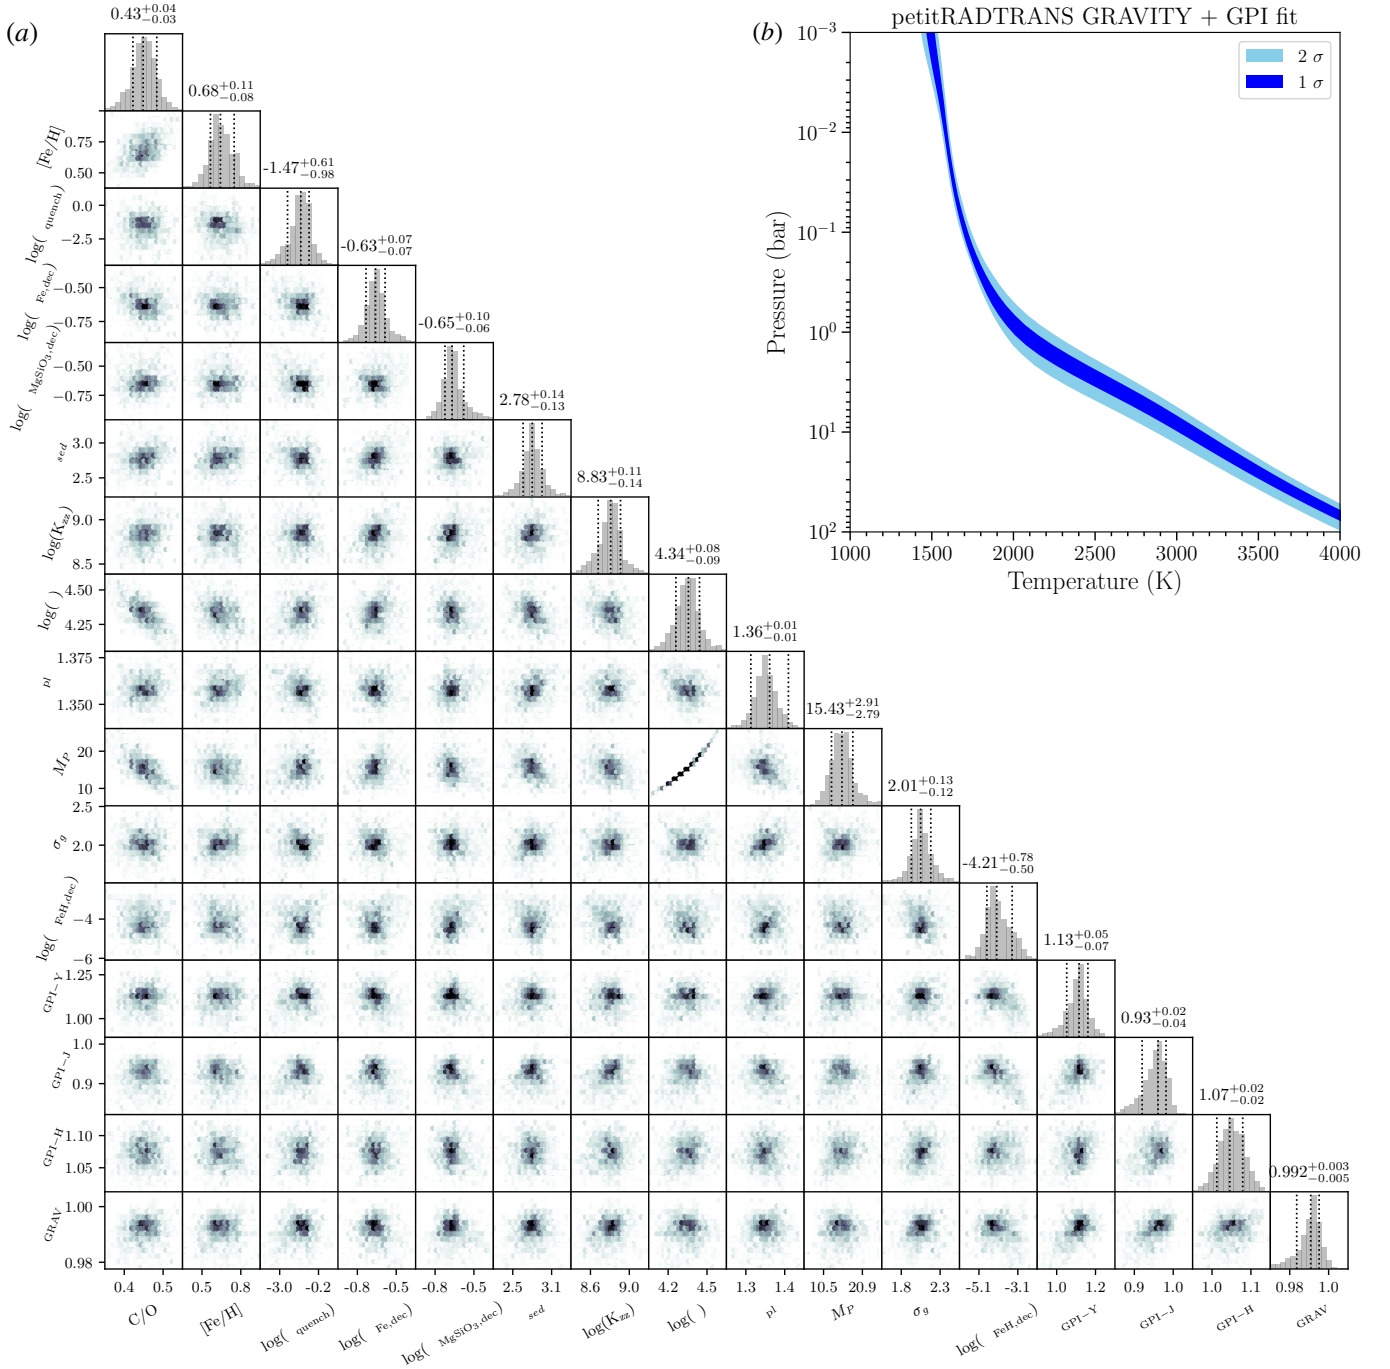 (a)
0.43+0.04−0.03
0.68+0.11−0.08
-1.47+0.61−0.98
-0.63+0.07−0.07
-0.65+0.10−0.06
2.78+0.14−0.13
8.83+0.11−0.14
4.34+0.08−0.09
1.36+0.01−0.01
15.43+2.91−2.79
2.01+0.13−0.12
-4.21+0.78−0.50
1.13+0.05−0.07
0.93+0.02−0.04
1.07+0.02−0.02
0.992+0.003−0.005
[Fe/H]
0.75
0.50
log( quench)
0.0
−2.5
log( Fe,dec)
−0.50
−0.75
log( MgSiO3,dec)
−0.50
−0.75
sed
3.0
2.5
log(Kzz)
9.0
8.5
log( )
4.50
4.25
pl
1.375
1.350
MP
20
10
σg
2.5
2.0
log( FeH,dec)
−4
−6
GPI−Y
1.25
1.00
GPI−J
1.0
0.9
GPI−H
1.10
1.05
GRAV
1.00
0.98
0.4 0.5
0.5 0.8
-3.0 -0.2
-0.8 -0.5
-0.8 -0.5
2.5 3.1
8.6 9.0
4.2 4.5
1.3 1.4
10.5 20.9
1.8 2.3
-5.1 -3.1
1.0 1.2
0.9 1.0
1.0 1.1
0.98 1.0
C/O
[Fe/H]
log( quench)
log( Fe,dec)
log( MgSiO3,dec)
sed
log(Kzz)
log( )
pl
MP
σg
log( FeH,dec)
GPI−Y
GPI−J
GPI−H
GRAV
(b)
petitRADTRANS GRAVITY + GPI fit
2 σ
1 σ
Pressure (bar)
10−3
10−2
10−1
100
101
102
1000 1500 2000 2500 3000 3500 4000
Temperature (K)